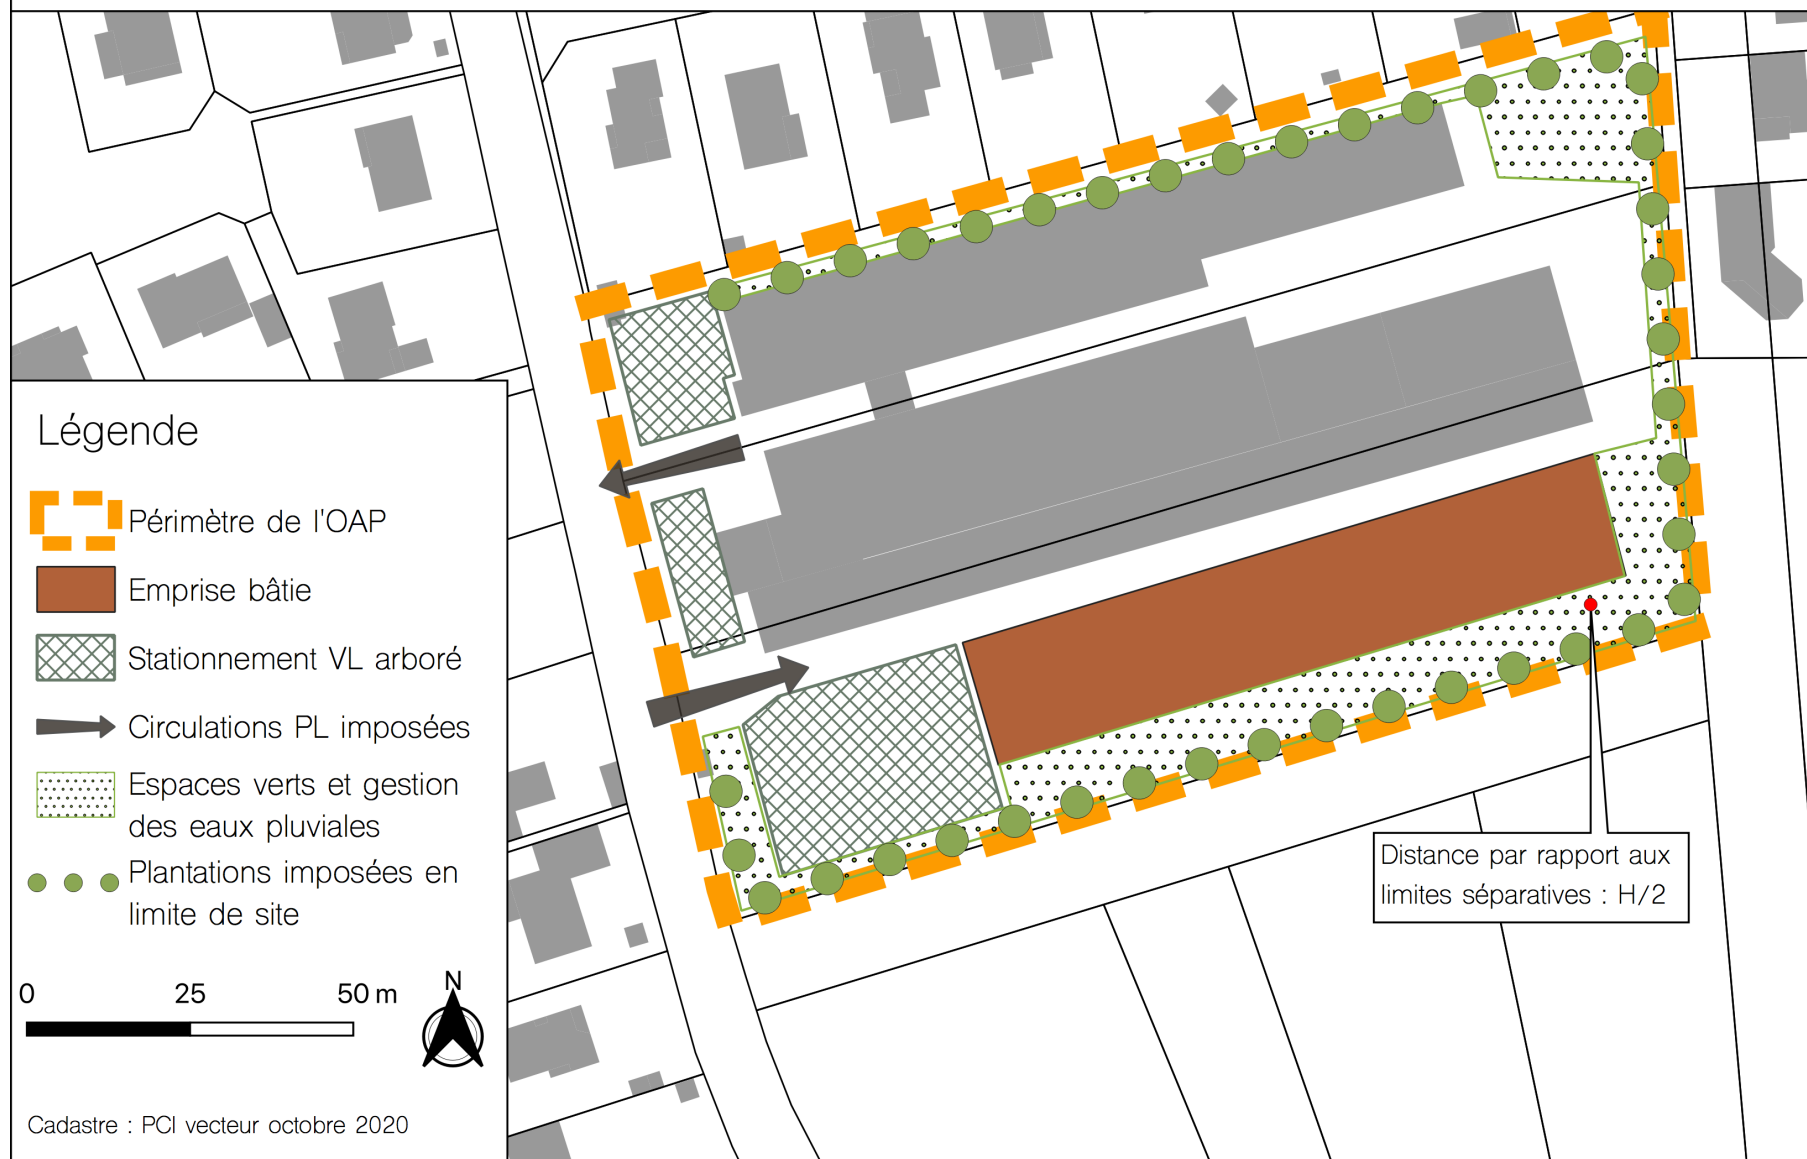 Légende
Périmètre de l'OAP
Emprise bâtie
Stationnement VL arboré
Circulations PL imposées
Espaces verts et gestion
des eaux pluviales
Plantations imposées en
limite de site
0 25 50 m
N
Cadastre : PCI vecteur octobre 2020
Distance par rapport aux
limites séparatives : H/2